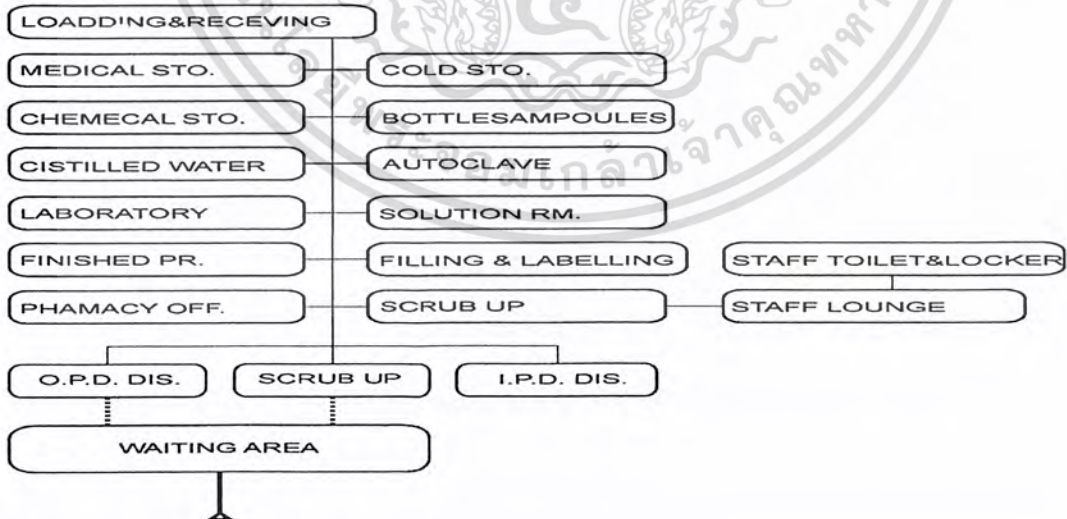 LOADDING&RECEVING
MEDICAL STO. COLD STO.
CHEMECAL STO. BOTTLESAMPOULES
CISTILLED WATER AUTOCLAVE
LABORATORY SOLUTION RM.
FINISHED PR. FILLING & LABELLING STAFF TOILET&LOCKER
PHAMACY OFF. SCRUB UP STAFF LOUNGE
O.P.D. DIS. SCRUB UP I.P.D. DIS.
WAITING AREA